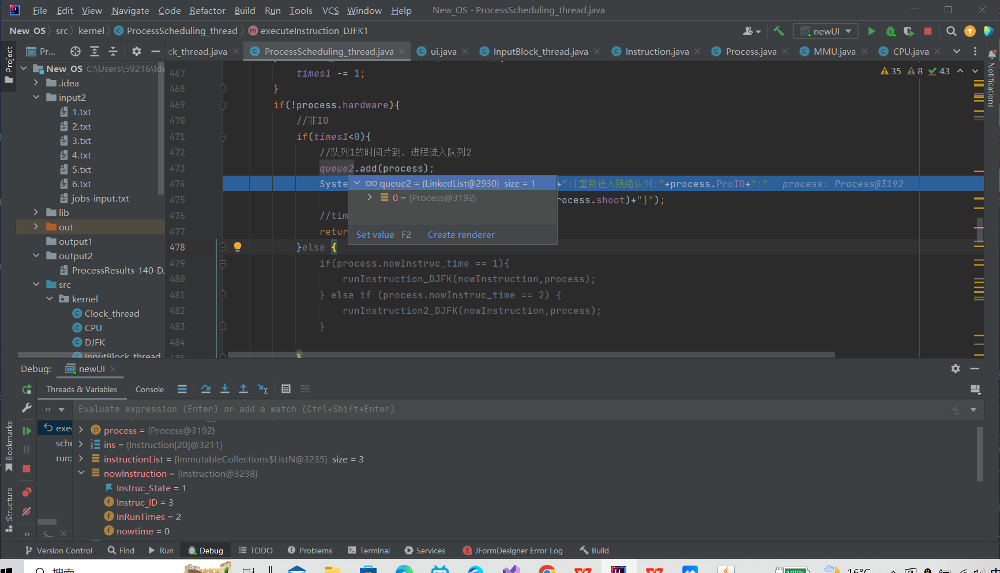 File Edit View Navigate Code Refactor Build Run Tools VCS Window Help New_OS - ProcessScheduling_thread.java
New_OS src kernel ProcessScheduling_thread executeInstruction_DJFK1 newUI
Project
Pr... ck_thread.java ProcessScheduling_thread.java ui.java InputBlock_thread.java Instruction.java Process.java MMU.java CPU.java
Notifications
New_OS C:\Users\59216\Ide
.idea
input2
1.txt
2.txt
3.txt
4.txt
5.txt
6.txt
jobs-input.txt
lib
out
output1
output2
ProcessResults-140-DJ
src
kernel
Clock_thread
CPU
DJFK
InputBlock_thread
35 8 43
467 times1 -= 1;
468 }
469 if(!process.hardware){
470 //非IO
471 if(times1<0){
472 //队列1的时间片到，进程进入队列2
473 queue2.add(process);
474 Syste +":[重新进入就绪队列:"+process.ProID+":" process: Process@3192
475 rocess.shoot)+"]");
476 //tim
477 retur
478 }else {
479 if(process.nowInstruc_time == 1){
480 runInstruction_DJFK(nowInstruction,process);
481 } else if (process.nowInstruc_time == 2) {
482 runInstruction2_DJFK(nowInstruction,process);
483 }
484
485 }
queue2 = {LinkedList@2930} size = 1
0 = {Process@3192}
Set value F2 Create renderer
Debug: newUI
Threads & Variables Console
Evaluate expression (Enter) or add a watch (Ctrl+Shift+Enter)
exe
sche
run:
S...
process = {Process@3192}
ins = {Instruction[20]@3211}
instructionList = {ImmutableCollections$ListN@3235} size = 3
nowInstruction = {Instruction@3238}
Instruc_State = 1
Instruc_ID = 3
InRunTimes = 2
nowtime = 0
Bookmarks
Structure
Version Control Find Run Debug TODO Problems Terminal Services JFormDesigner Error Log Build
搜索 100% 16°C